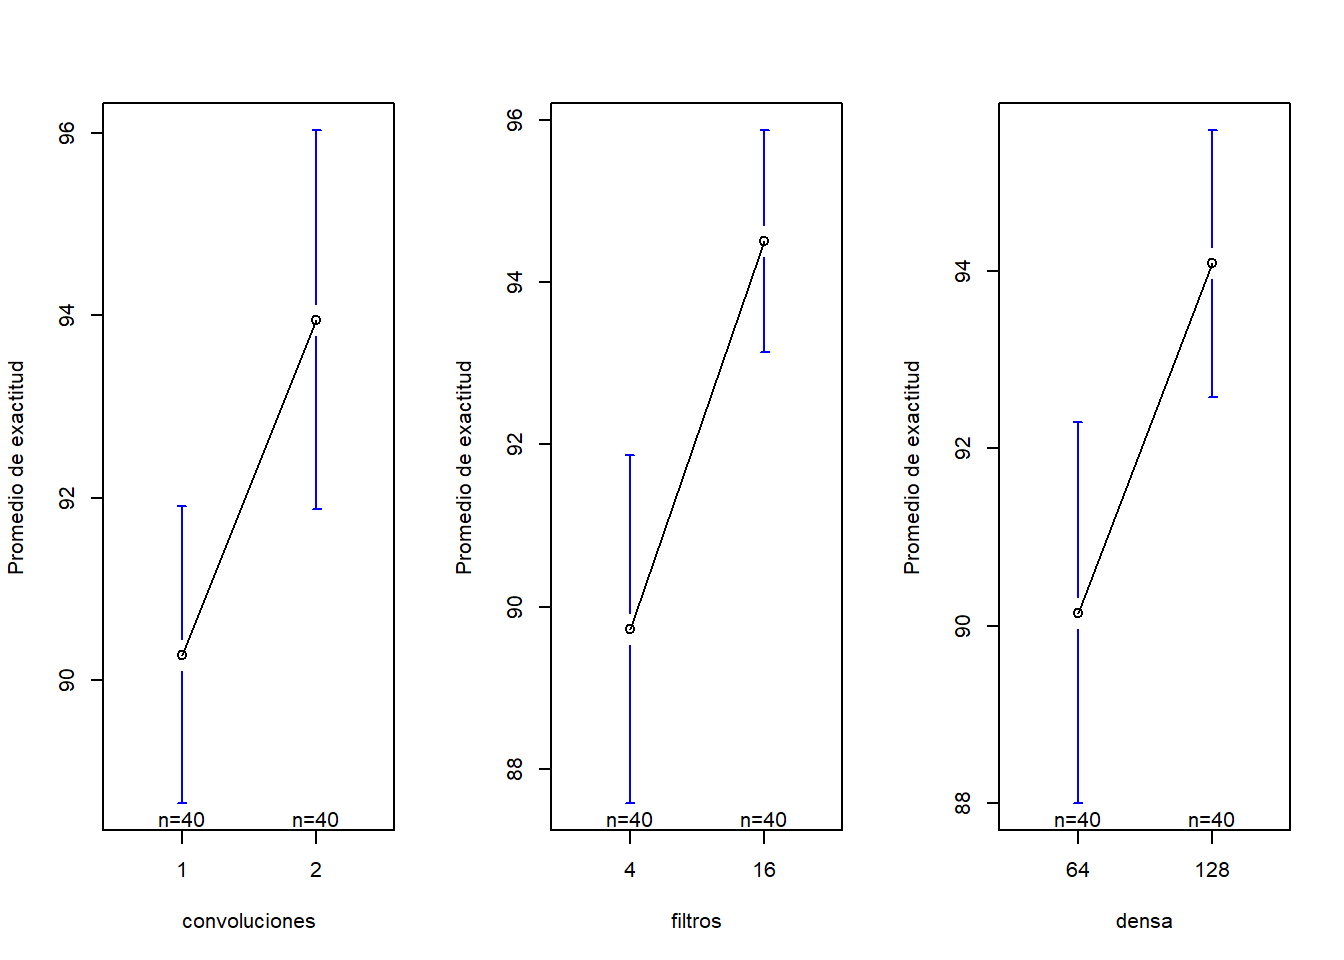 Promedio de exactitud
96
94
92
90
n=40 n=40
1 2
convoluciones
Promedio de exactitud
96
94
92
90
88
n=40 n=40
4 16
filtros
Promedio de exactitud
94
92
90
88
n=40 n=40
64 128
densa